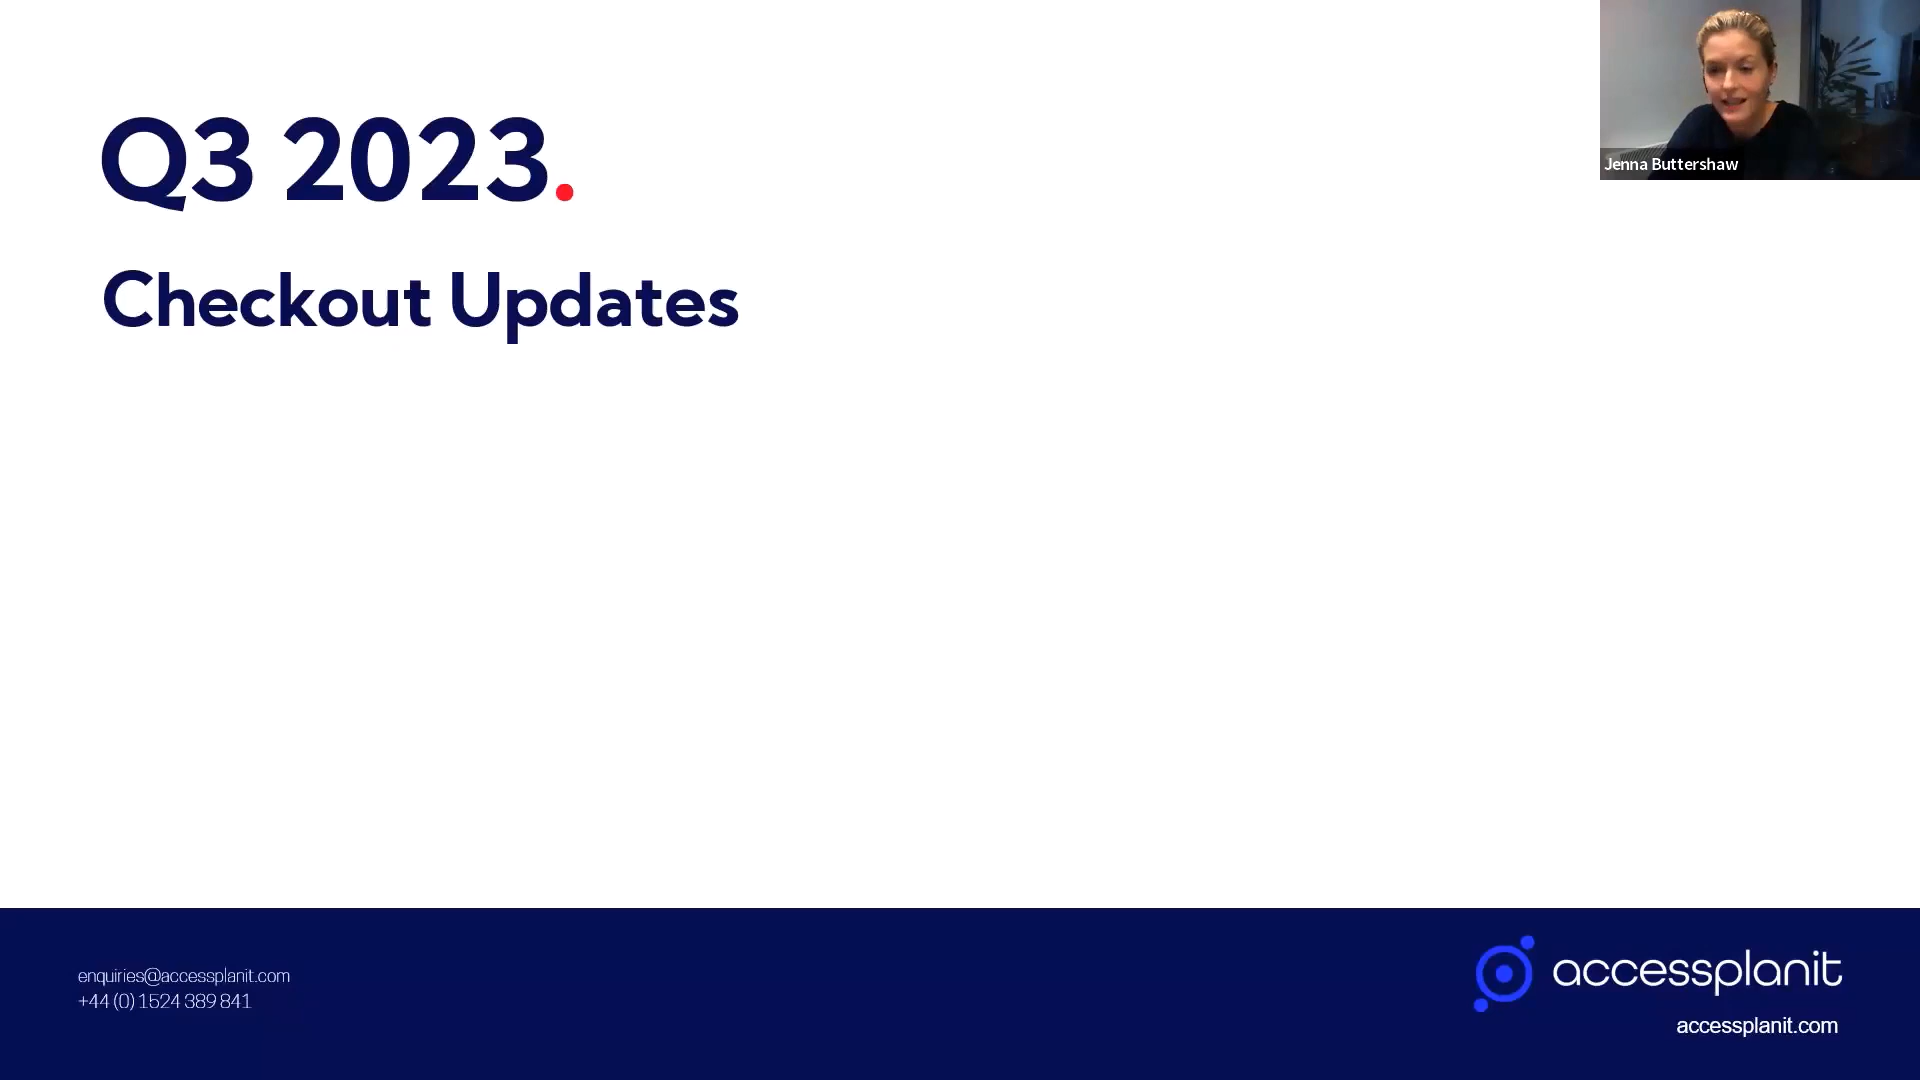 Q3 2023.
Checkout Updates
Jenna Buttershaw
enquiries@accessplanit.com
+44 (0) 1524 389 841
accessplanit
accessplanit.com